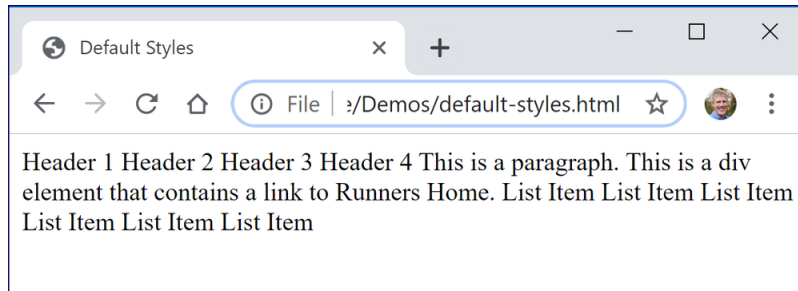 Default Styles
File :/Demos/default-styles.html
Header 1 Header 2 Header 3 Header 4 This is a paragraph. This is a div
element that contains a link to Runners Home. List Item List Item List Item
List Item List Item List Item